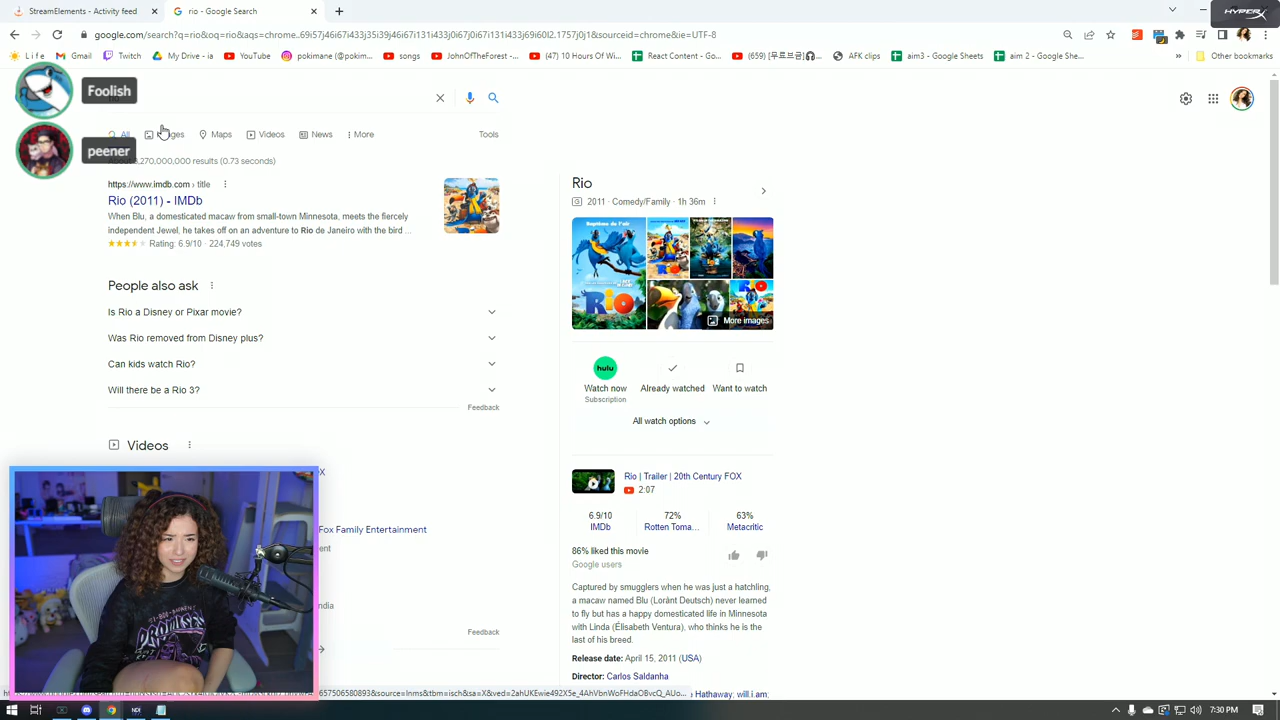 StreamElements - Activity feed
rio - Google Search
HYPERX
google.com/search?q=rio&oq=rio&aqs=chrome..69i57j46i67i433j35i39j46i67i131i433j0i67j0i67i131i433j69i60l2.1757j0j1&sourceid=chrome&ie=UTF-8
L i f e
Gmail
Twitch
My Drive - ia
YouTube
pokimane (@pokim...
songs
JohnOfTheForest -...
(47) 10 Hours Of Wi...
React Content - Go...
AFK clips
aim3 - Google Sheets
aim 2 - Google She...
Other bookmarks
Foolish
peener
All
Maps
Videos
News
More
Tools
270,000,000 results (0.73 seconds)
https://www.imdb.com › title
Rio (2011) - IMDb
When Blu, a domesticated macaw from small-town Minnesota, meets the fiercely
independent Jewel, he takes off on an adventure to Rio de Janeiro with the bird ...
Rating: 6.9/10 · 224,749 votes
People also ask
Is Rio a Disney or Pixar movie?
Was Rio removed from Disney plus?
Can kids watch Rio?
Will there be a Rio 3?
Feedback
Videos
Fox Family Entertainment
Feedback
Rio
2011 · Comedy/Family · 1h 36m
RIO
More images
hulu
Watch now
Subscription
Already watched
Want to watch
All watch options
Rio | Trailer | 20th Century FOX
2:07
6.9/10
IMDb
72%
Rotten Toma...
63%
Metacritic
86% liked this movie
Google users
Captured by smugglers when he was just a hatchling,
a macaw named Blu (Lorànt Deutsch) never learned
to fly but has a happy domesticated life in Minnesota
with Linda (Élisabeth Ventura), who thinks he is the
last of his breed.
Release date: April 15, 2011 (USA)
Director: Carlos Saldanha
Hathaway; will.i.am;
PROMISES
7:30 PM